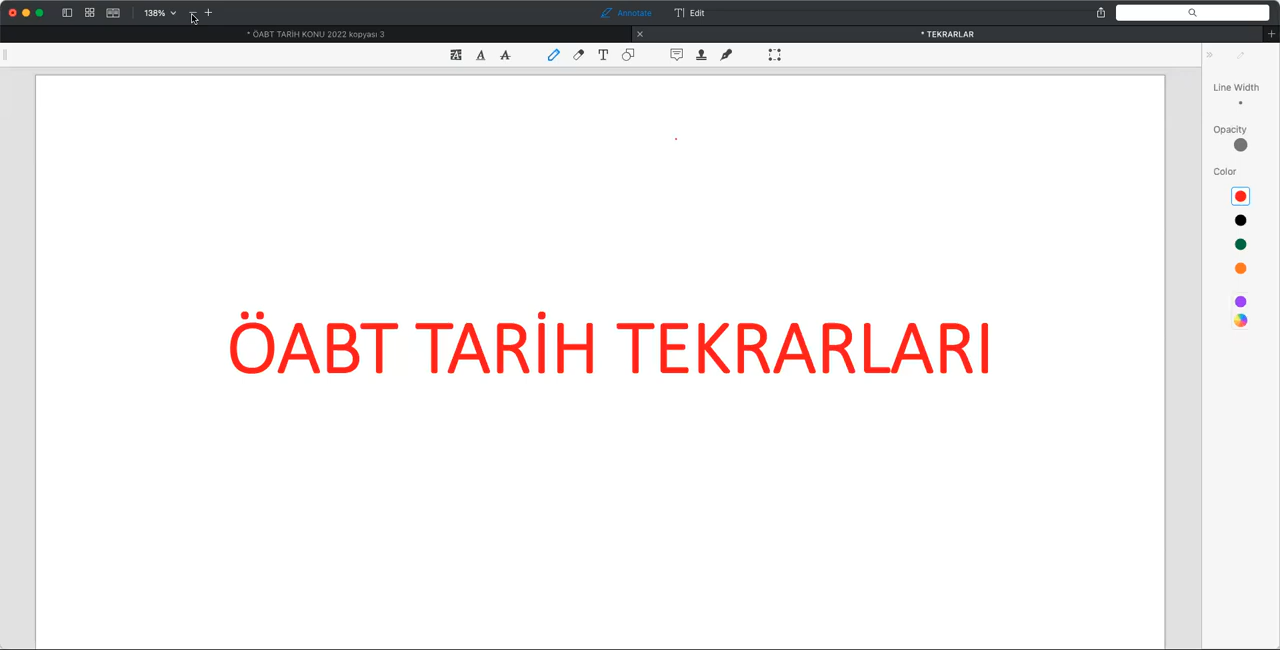 138%
Annotate
Edit
* ÖABT TARİH KONU 2022 kopyası 3
* TEKRARLAR
Line Width
Opacity
Color
ÖABT TARİH TEKRARLARI